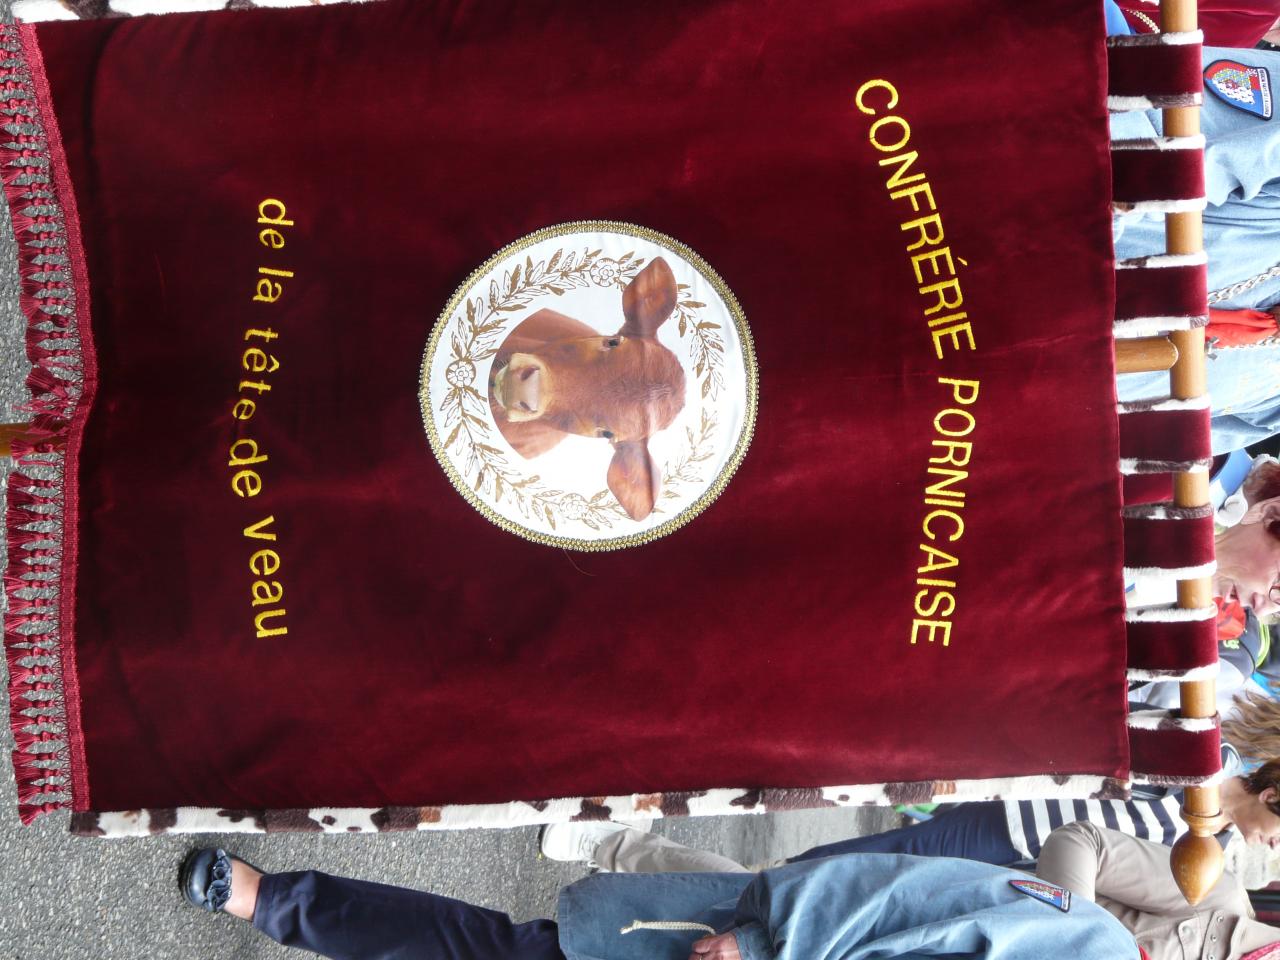 CONFRÉRIE PORNICAISE
de la tête de veau